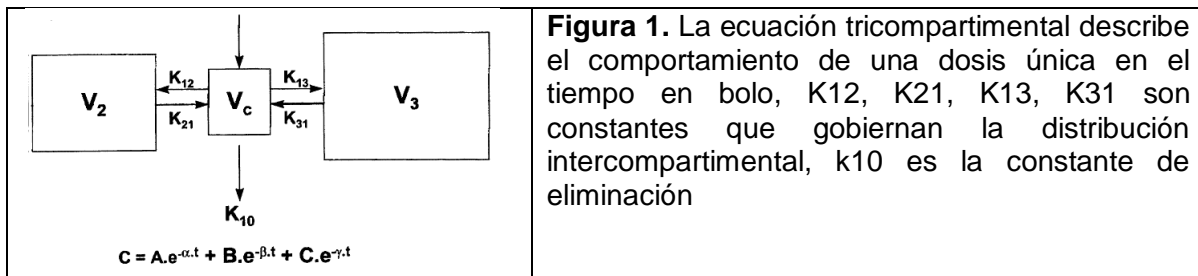 K12
K13
V2
Vc
V3
K21
K31
K10
C = A.e-α.t + B.e-β.t + C.e-γ.t
Figura 1. La ecuación tricompartimental describe
el comportamiento de una dosis única en el
tiempo en bolo, K12, K21, K13, K31 son
constantes que gobiernan la distribución
intercompartimental, k10 es la constante de
eliminación